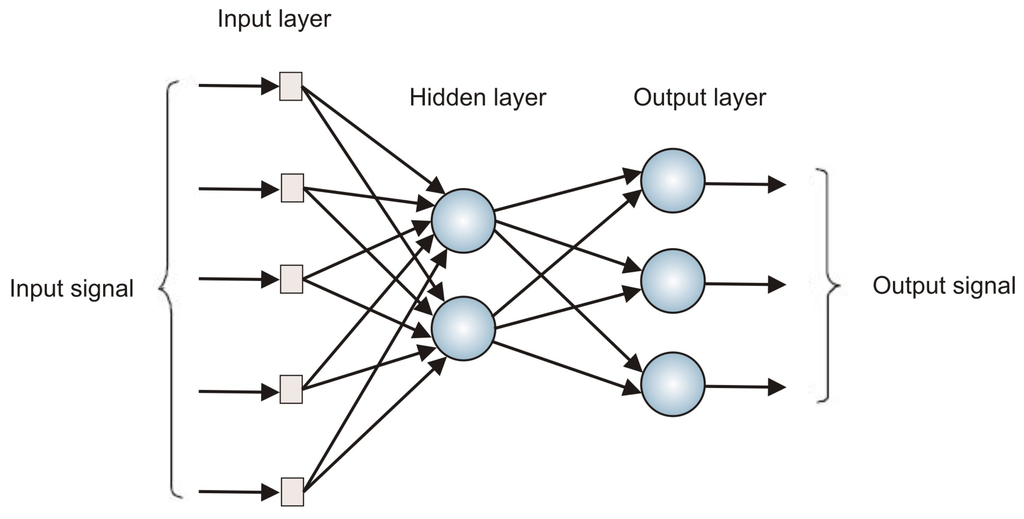 Input layer
Hidden layer
Output layer
Input signal
Output signal